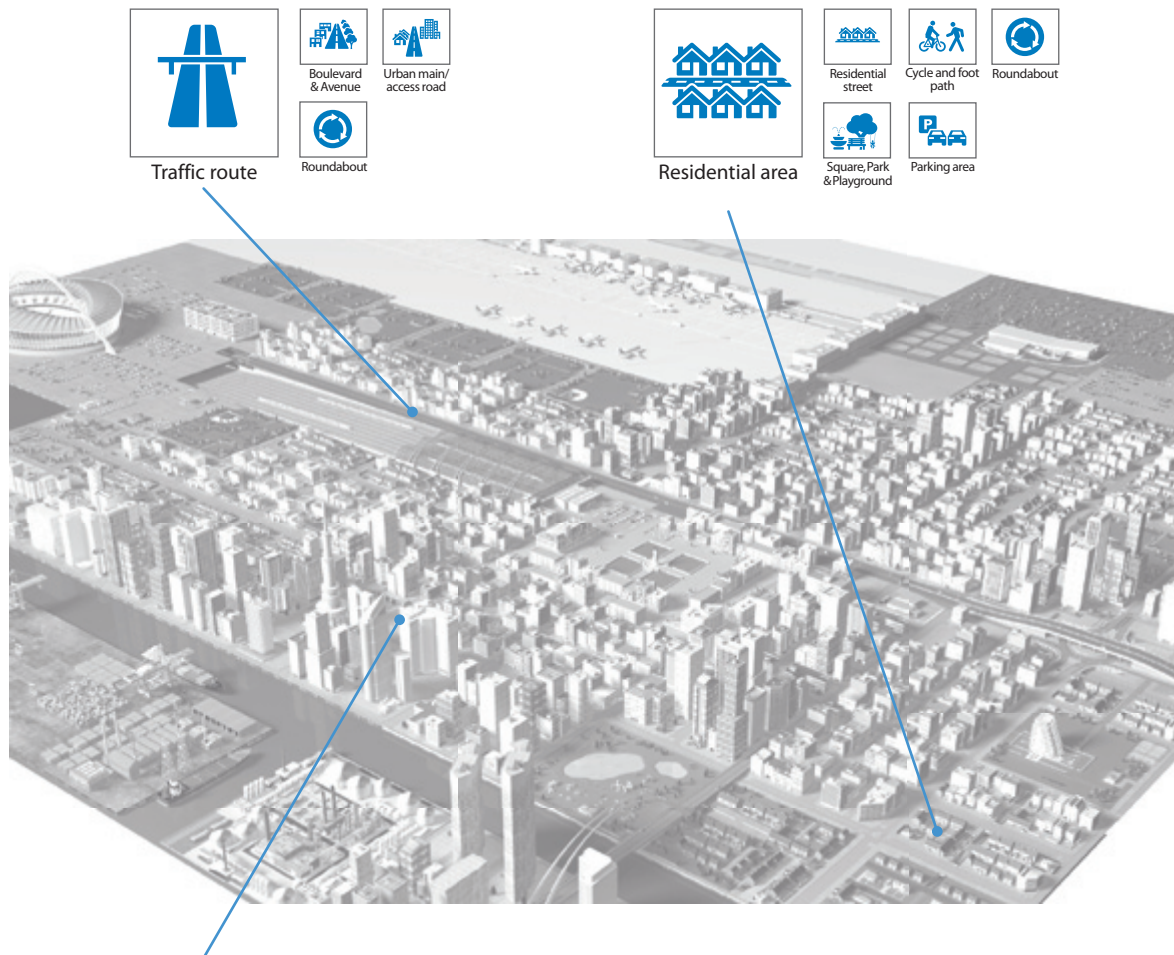 Boulevard
& Avenue
Urban main/
access road
Roundabout
Traffic route
Residential
street
Cycle and foot
path
Roundabout
P
Square, Park
& Playground
Parking area
Residential area